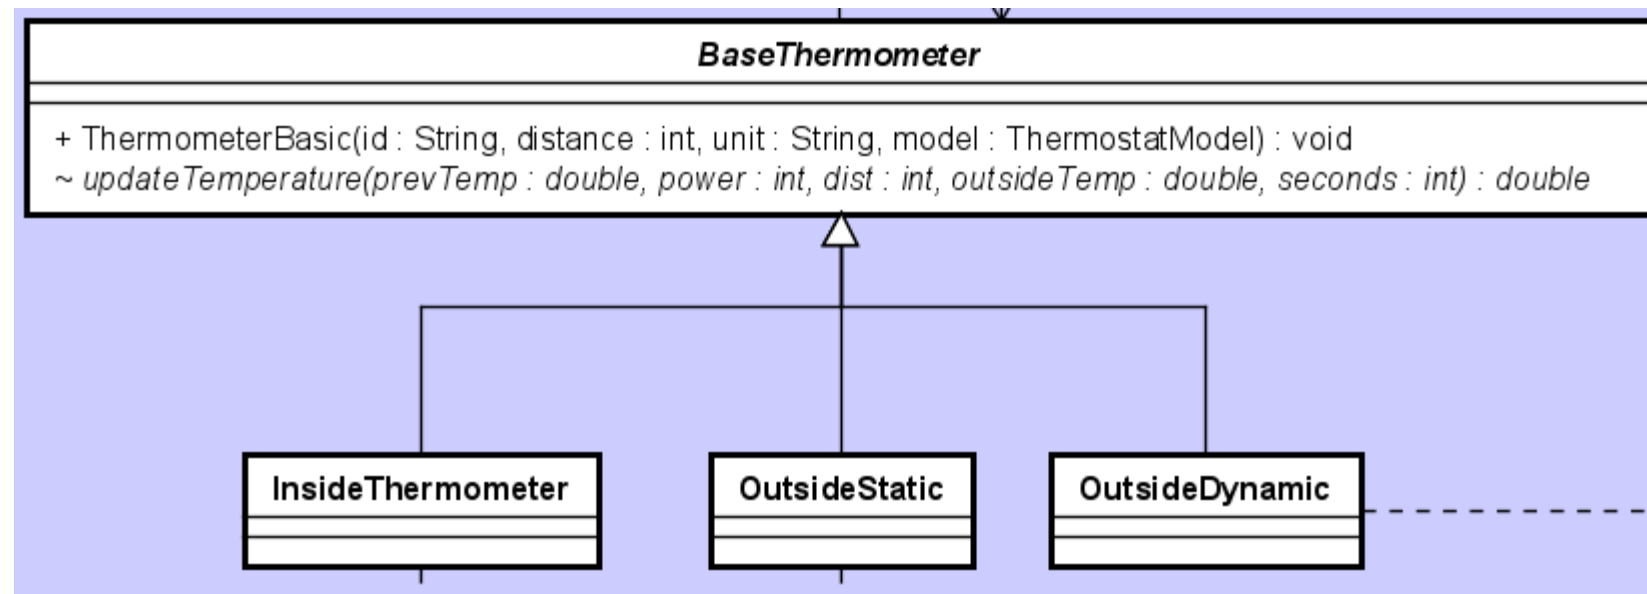 BaseThermometer
+ ThermometerBasic(id : String, distance : int, unit : String, model : ThermostatModel) : void
~ updateTemperature(prevTemp : double, power : int, dist : int, outsideTemp : double, seconds : int) : double
InsideThermometer
OutsideStatic
OutsideDynamic